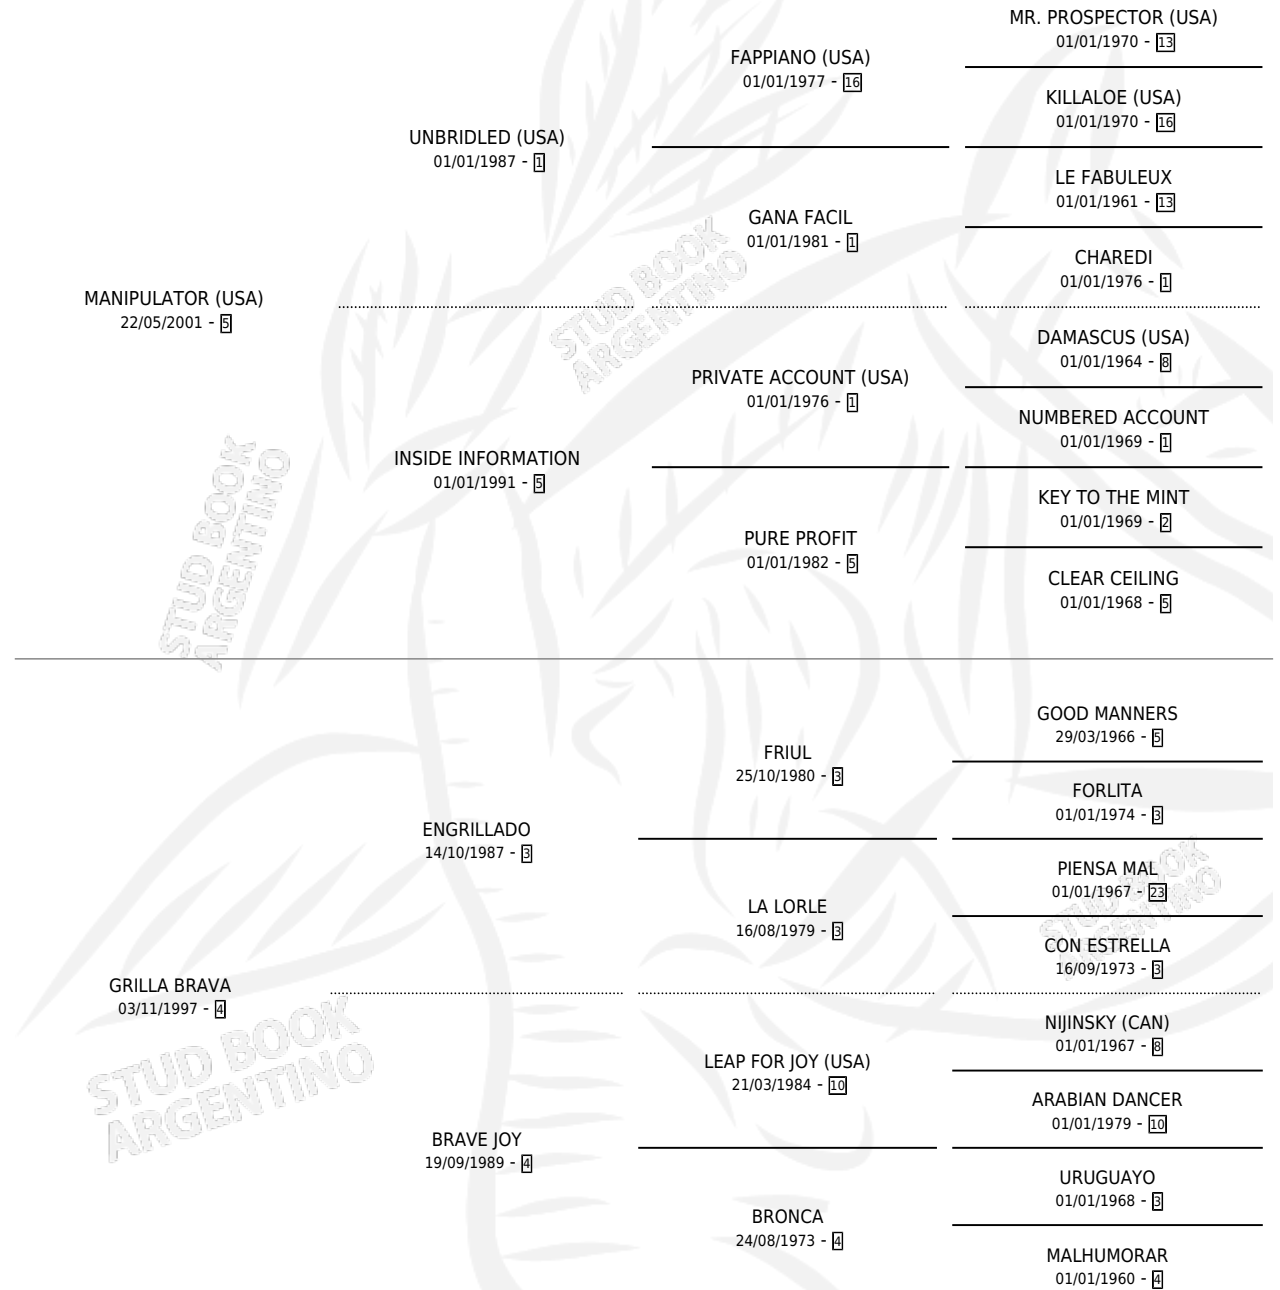 MR. PROSPECTOR (USA)
01/01/1970 - 13
FAPPIANO (USA)
01/01/1977 - 16
KILLALOE (USA)
01/01/1970 - 16
UNBRIDLED (USA)
01/01/1987 - 1
LE FABULEUX
01/01/1961 - 13
GANA FACIL
01/01/1981 - 1
CHAREDI
01/01/1976 - 1
MANIPULATOR (USA)
22/05/2001 - 5
STUD BOOK
ARGENTINO
DAMASCUS (USA)
01/01/1964 - 8
PRIVATE ACCOUNT (USA)
01/01/1976 - 1
NUMBERED ACCOUNT
01/01/1969 - 1
INSIDE INFORMATION
01/01/1991 - 5
KEY TO THE MINT
01/01/1969 - 2
PURE PROFIT
01/01/1982 - 5
CLEAR CEILING
01/01/1968 - 5
STUD BOOK
ARGENTINO
GOOD MANNERS
29/03/1966 - 5
FRIUL
25/10/1980 - 3
FORLITA
01/01/1974 - 3
ENGRILLADO
14/10/1987 - 3
PIENSA MAL
01/01/1967 - 23
LA LORLE
16/08/1979 - 3
CON ESTRELLA
16/09/1973 - 3
STUD BOOK
ARGENTINO
GRILLA BRAVA
03/11/1997 - 4
NIJINSKY (CAN)
01/01/1967 - 8
LEAP FOR JOY (USA)
21/03/1984 - 10
ARABIAN DANCER
01/01/1979 - 10
STUD BOOK
ARGENTINO
BRAVE JOY
19/09/1989 - 4
URUGUAYO
01/01/1968 - 3
BRONCA
24/08/1973 - 4
MALHUMORAR
01/01/1960 - 4